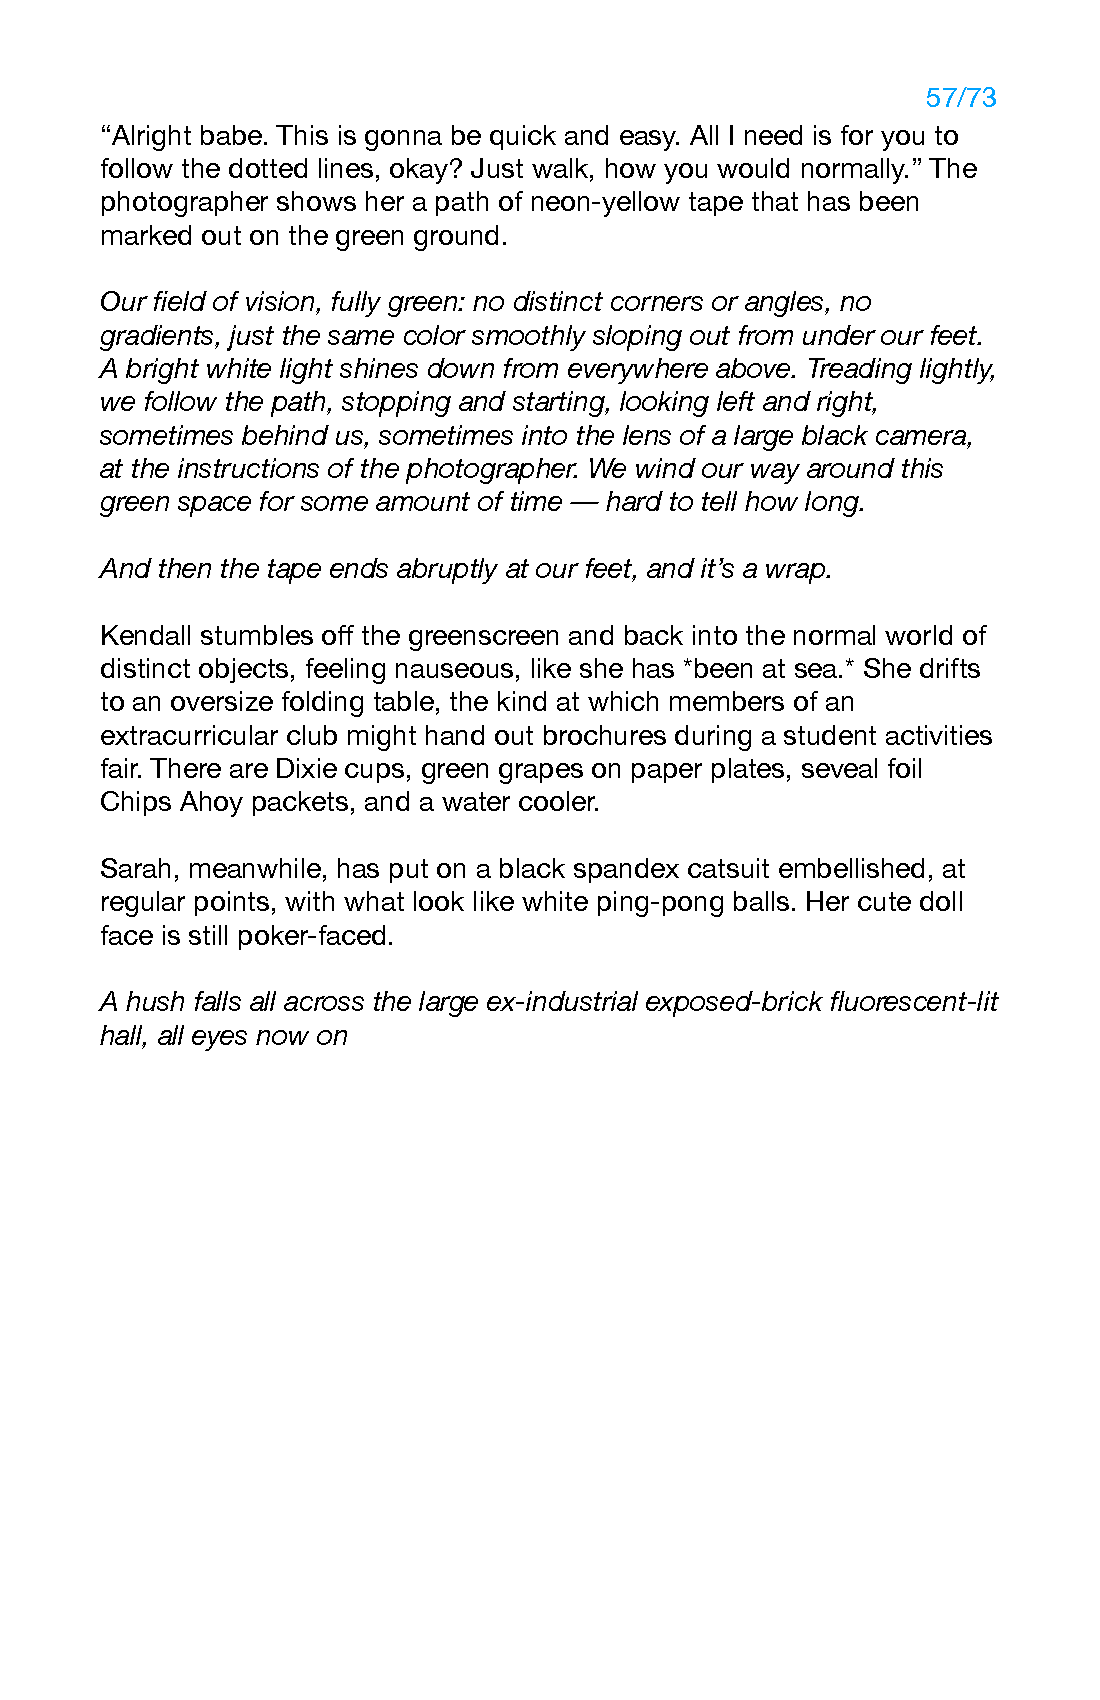 57/73
“Alright babe. This is gonna be quick and easy. All I need is for you to
follow the dotted lines, okay? Just walk, how you would normally.” The
photographer shows her a path of neon-yellow tape that has been
marked out on the green ground.
Our field of vision, fully green: no distinct corners or angles, no
gradients, just the same color smoothly sloping out from under our feet.
A bright white light shines down from everywhere above. Treading lightly,
we follow the path, stopping and starting, looking left and right,
sometimes behind us, sometimes into the lens of a large black camera,
at the instructions of the photographer. We wind our way around this
green space for some amount of time — hard to tell how long.
And then the tape ends abruptly at our feet, and it’s a wrap.
Kendall stumbles off the greenscreen and back into the normal world of
distinct objects, feeling nauseous, like she has *been at sea.* She drifts
to an oversize folding table, the kind at which members of an
extracurricular club might hand out brochures during a student activities
fair. There are Dixie cups, green grapes on paper plates, seveal foil
Chips Ahoy packets, and a water cooler.
Sarah, meanwhile, has put on a black spandex catsuit embellished, at
regular points, with what look like white ping-pong balls. Her cute doll
face is still poker-faced.
A hush falls all across the large ex-industrial exposed-brick fluorescent-lit
hall, all eyes now on